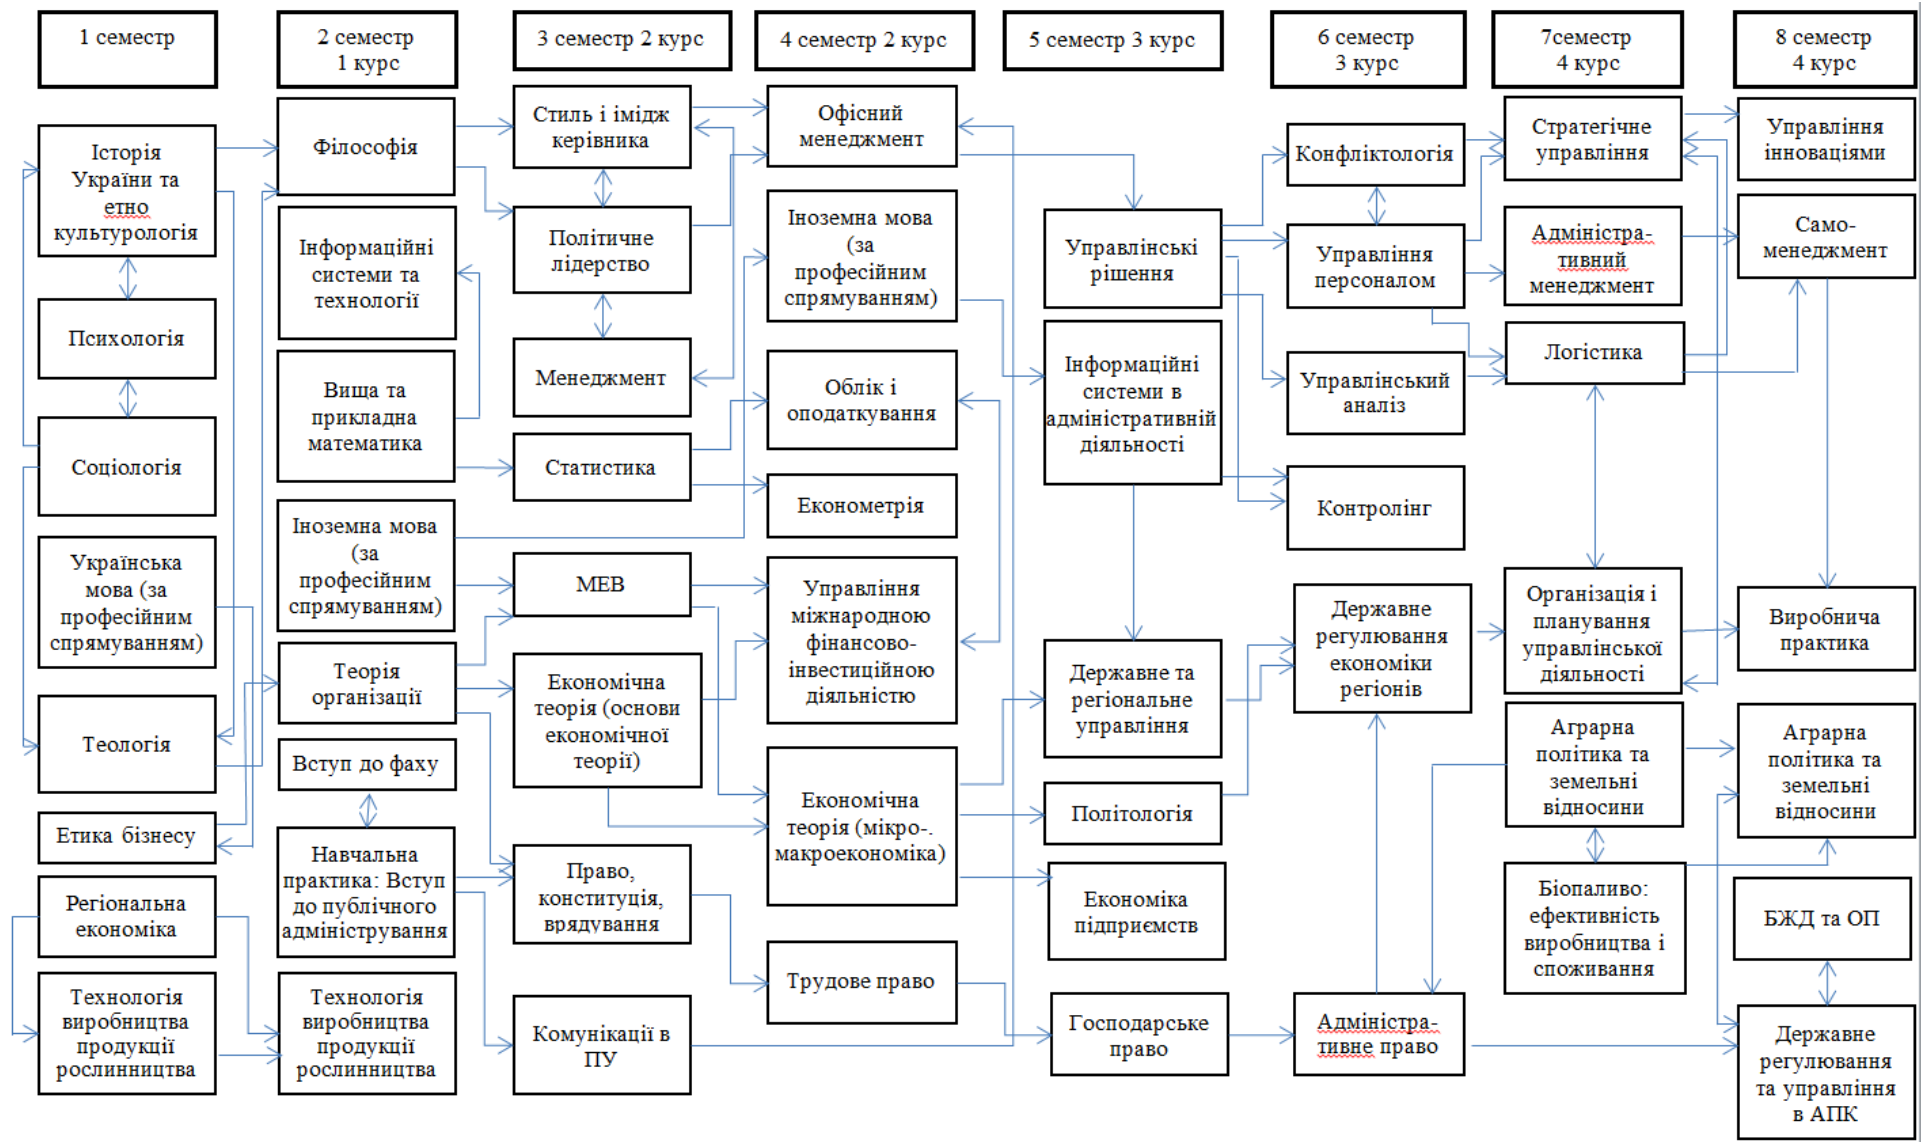 1 семестр
2 семестр
1 курс
3 семестр 2 курс
4 семестр 2 курс
5 семестр 3 курс
6 семестр
3 курс
7семестр
4 курс
8 семестр
4 курс
Історія
України та
етно
культурологія
Психологія
Соціологія
Українська
мова (за
професійним
спрямуванням)
Теологія
Етика бізнесу
Регіональна
економіка
Технологія
виробництва
продукції
рослинництва
Філософія
Інформаційні
системи та
технології
Вища та
прикладна
математика
Іноземна мова
(за
професійним
спрямуванням)
Теорія
організації
Вступ до фаху
Навчальна
практика: Вступ
до публічного
адміністрування
Технологія
виробництва
продукції
рослинництва
Стиль і імідж
керівника
Політичне
лідерство
Менеджмент
Статистика
МЕВ
Економічна
теорія (основи
економічної
теорії)
Право,
конституція,
врядування
Комунікації в
ПУ
Офісний
менеджмент
Іноземна мова
(за
професійним
спрямуванням)
Облік і
оподаткування
Економетрія
Управління
міжнародною
фінансово-
інвестиційною
діяльністю
Економічна
теорія (мікро-.
макроекономіка)
Трудове право
Управлінські
рішення
Інформаційні
системи в
адміністративній
діяльності
Державне та
регіональне
управління
Політологія
Економіка
підприємств
Господарське
право
Конфліктологія
Управління
персоналом
Управлінський
аналіз
Контролінг
Державне
регулювання
економіки
регіонів
Адміністра-
тивне право
Стратегічне
управління
Адміністра-
тивний
менеджмент
Логістика
Організація і
планування
управлінської
діяльності
Аграрна
політика та
земельні
відносини
Біопаливо:
ефективність
виробництва і
споживання
Управління
інноваціями
Само-
менеджмент
Виробнича
практика
Аграрна
політика та
земельні
відносини
БЖД та ОП
Державне
регулювання
та управління
в АПК